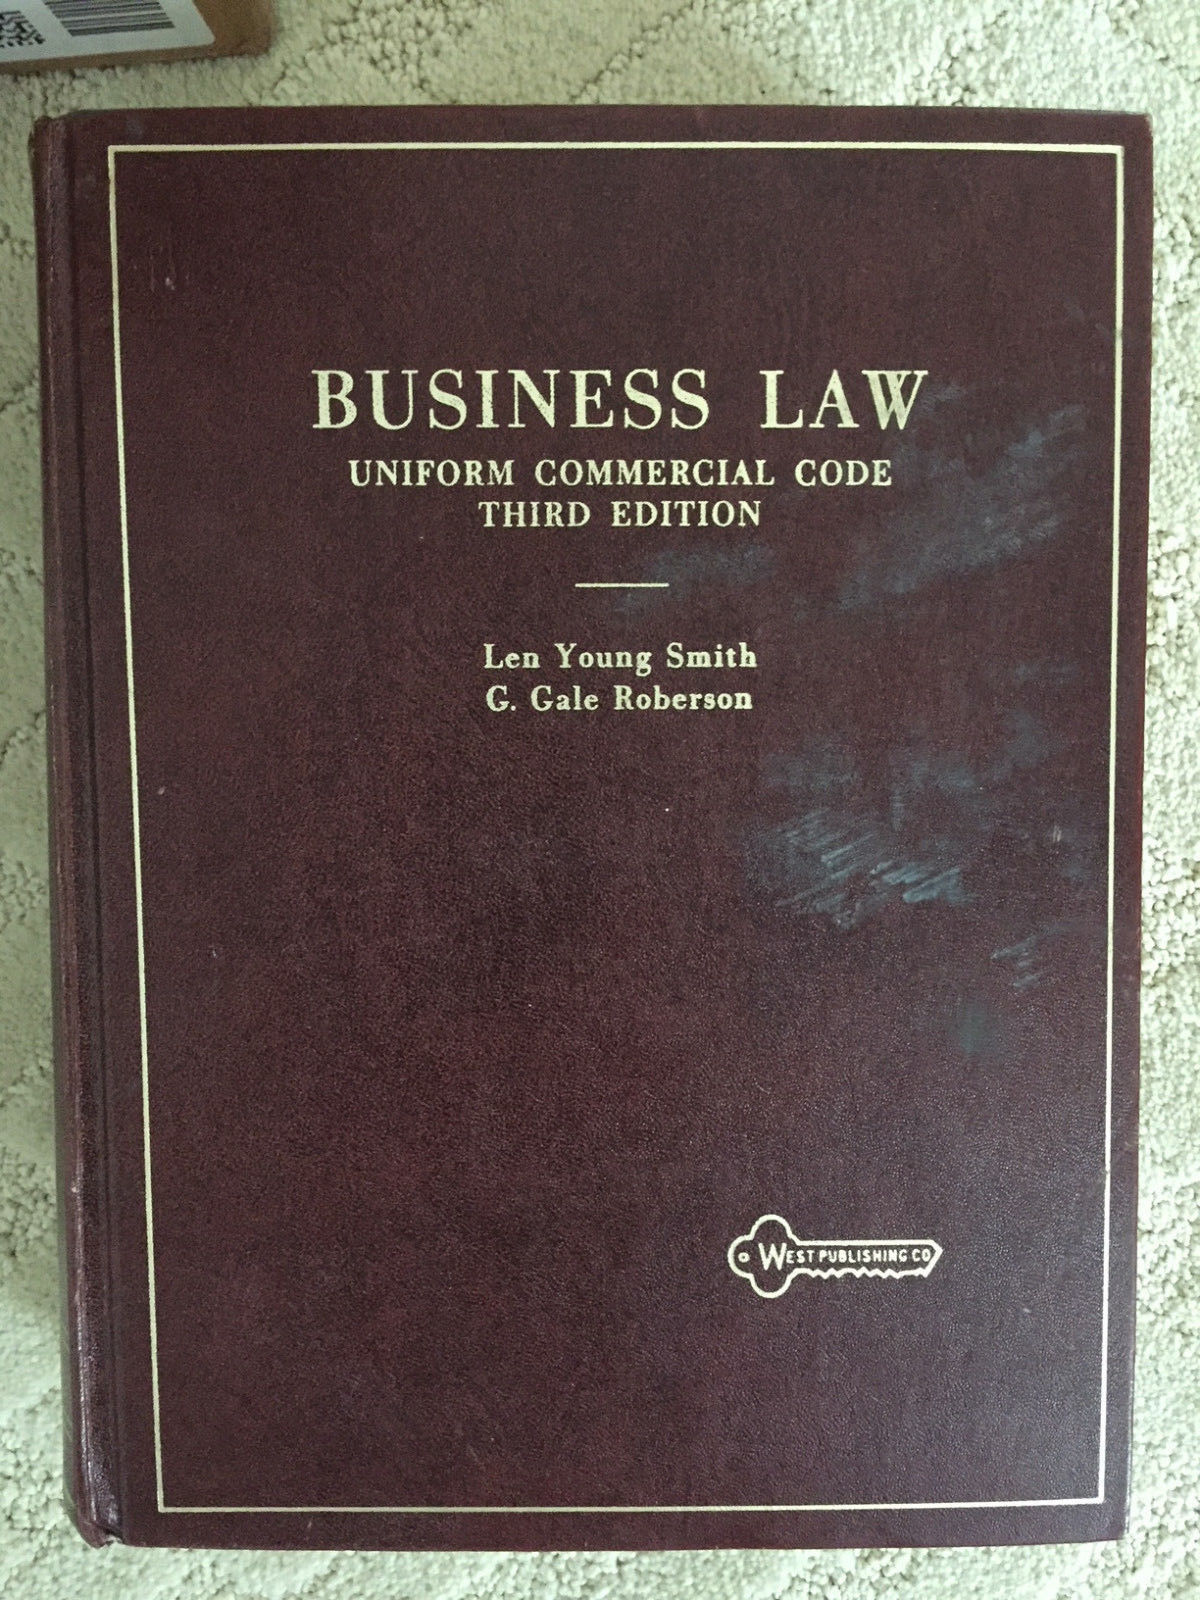 BUSINESS LAW
UNIFORM COMMERCIAL CODE
THIRD EDITION
Len Young Smith
G. Gale Roberson
WEST PUBLISHING CO